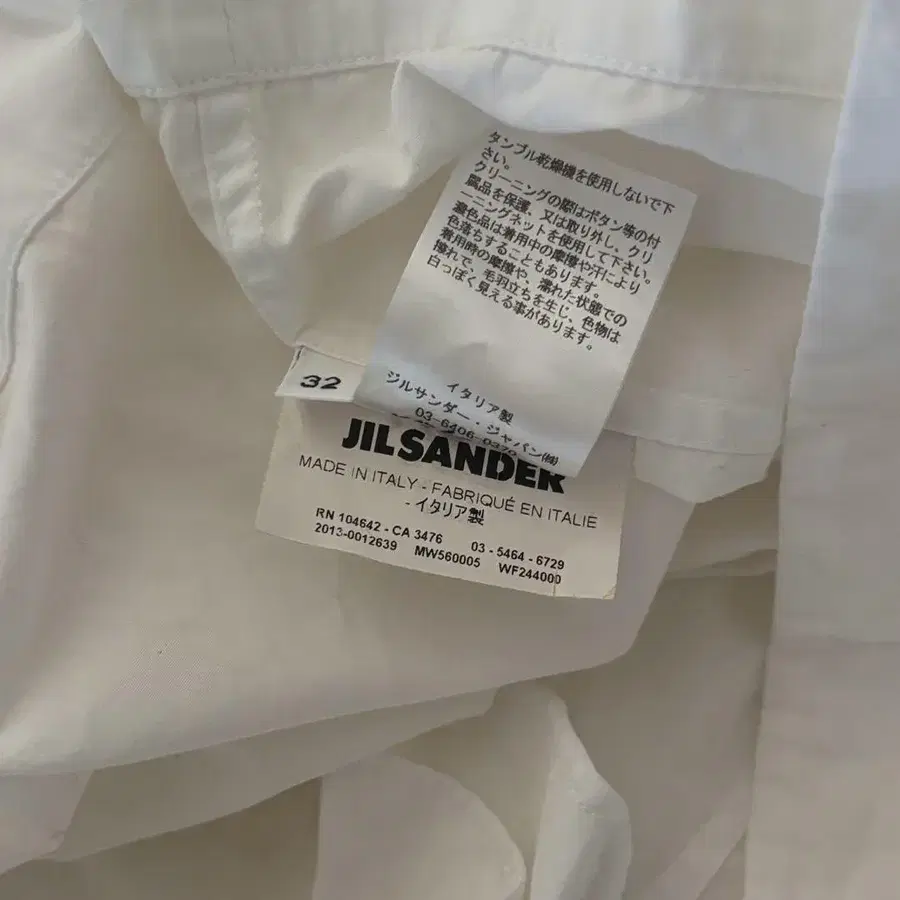 タンブル乾燥機を使用しないで下
さい。
クリーニングの際はボタン等の付
属品を保護、又は取り外し、クリ
ーニングネットを使用して下さい。
濃色品は着用中の摩擦や汗により
色落ちすることもあります。
着用時の摩擦や、濡れた状態での
擦れで、毛羽立ちを生じ、色物は
白っぽく見える事があります。
イタリア製
ジルサンダー・ジャパン㈱
03-6406-0320
32
JILSANDER
MADE IN ITALY - FABRIQUÉ EN ITALIE
- イタリア製
RN 104642 - CA 3476 03 - 5464 - 6729
2013-0012639 MW560005 WF244000